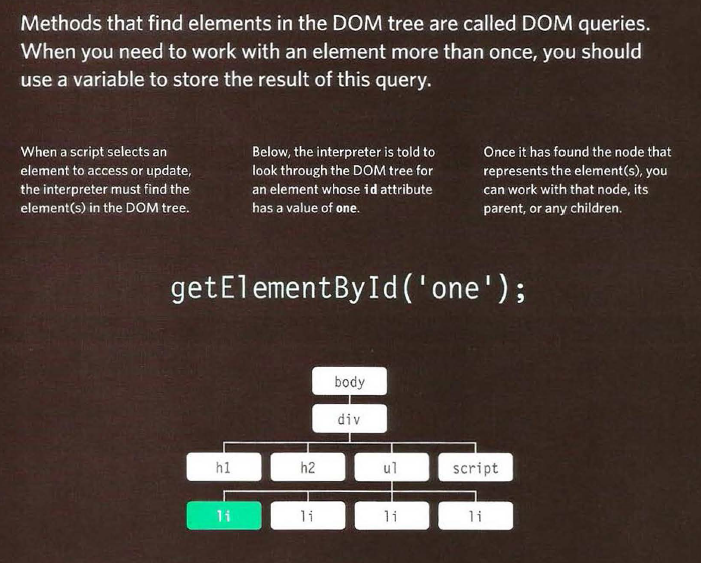 Methods that find elements in the DOM tree are called DOM queries.
When you need to work with an element more than once, you should
use a variable to store the result of this query.
When a script selects an
element to access or update,
the interpreter must find the
element(s) in the DOM tree.
Below, the interpreter is told to
look through the DOM tree for
an element whose id attribute
has a value of one.
Once it has found the node that
represents the element(s), you
can work with that node, its
parent, or any children.
getElementById('one');
body
div
h1 h2 ul script
li li li li